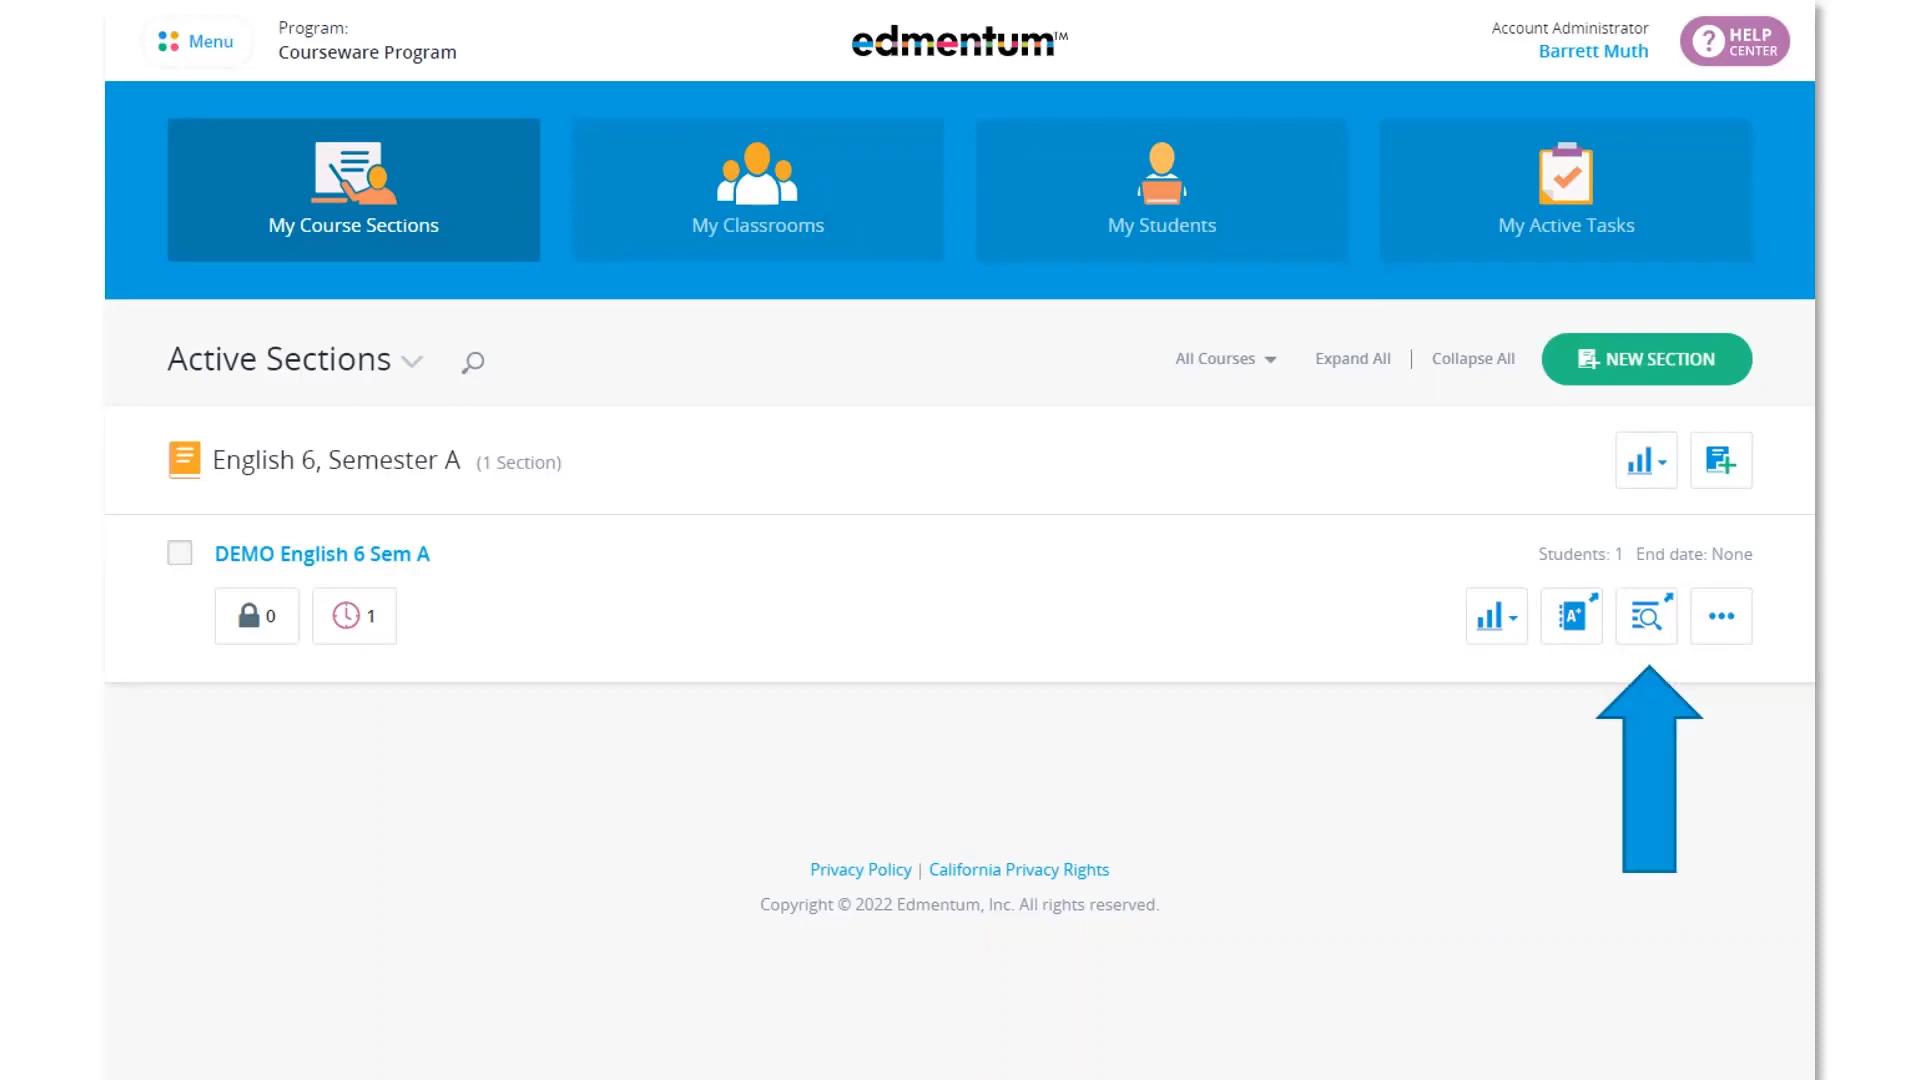 Menu
Program:
Courseware Program
edmentum™
Account Administrator
Barrett Muth
? HELP CENTER
My Course Sections
My Classrooms
My Students
My Active Tasks
Active Sections
All Courses
Expand All | Collapse All
NEW SECTION
English 6, Semester A (1 Section)
DEMO English 6 Sem A
Students: 1 End date: None
0
1
A+
Privacy Policy | California Privacy Rights
Copyright © 2022 Edmentum, Inc. All rights reserved.